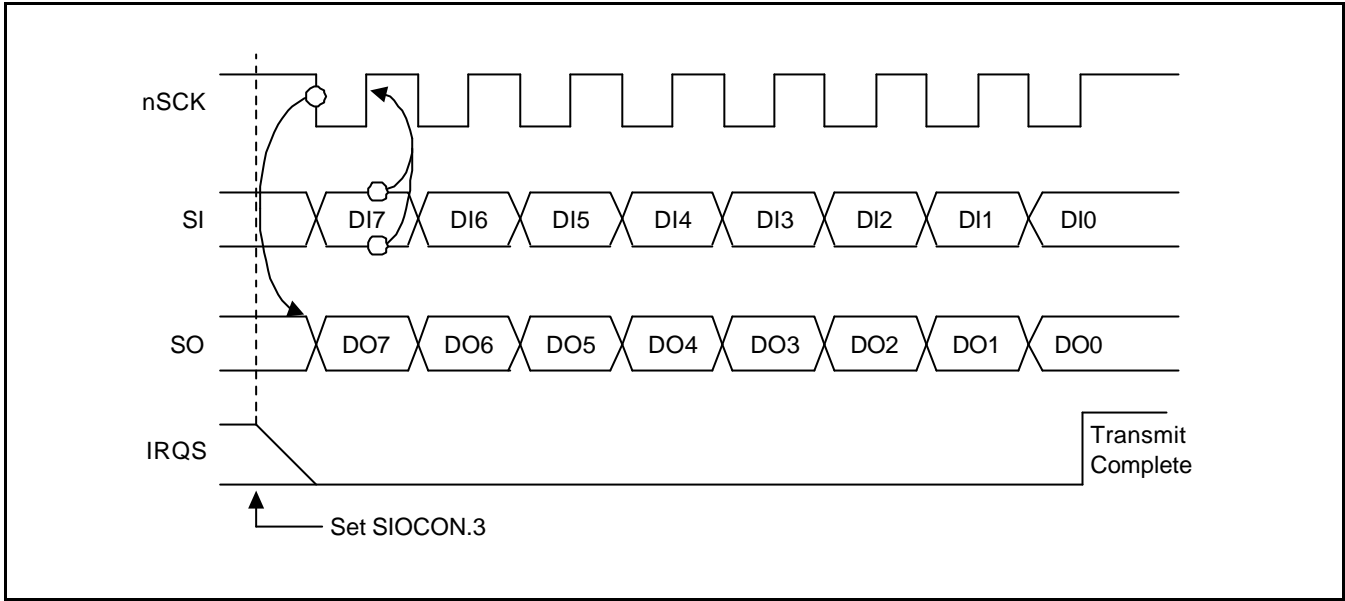 nSCK
SI
DI7 DI6 DI5 DI4 DI3 DI2 DI1 DI0
SO
DO7 DO6 DO5 DO4 DO3 DO2 DO1 DO0
IRQS
Transmit
Complete
Set SIOCON.3